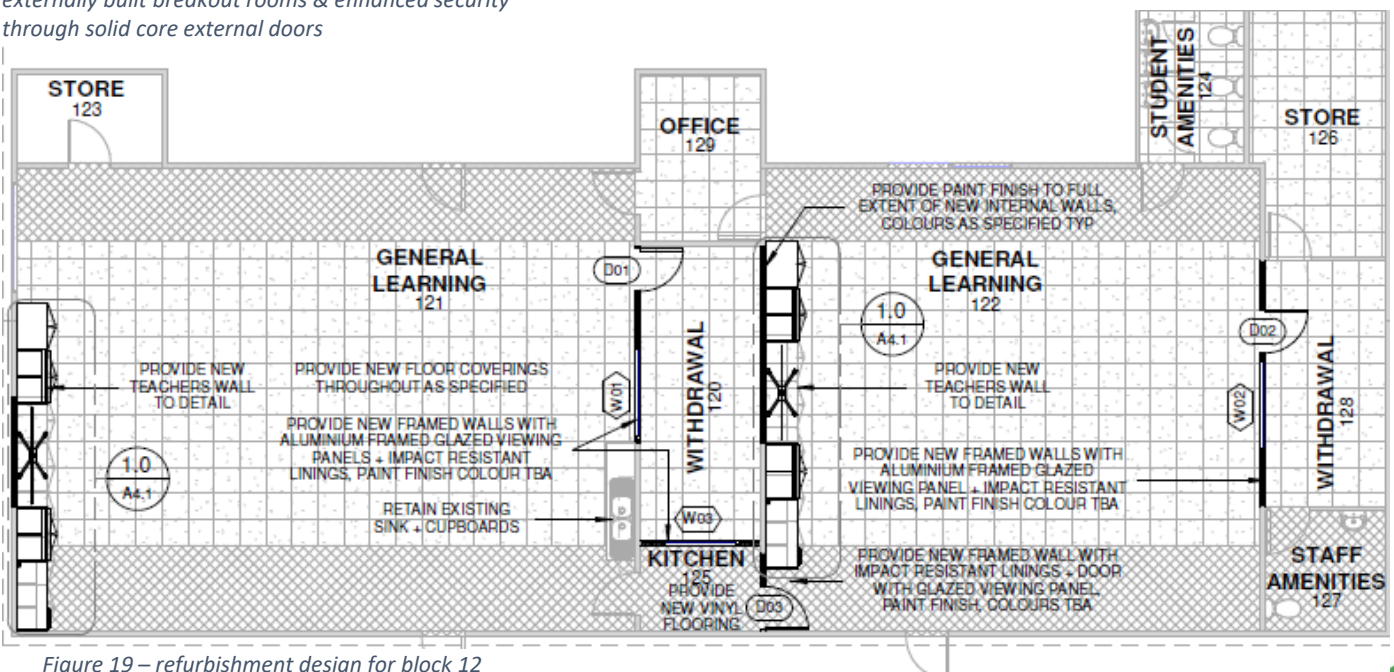 externally built breakout rooms & enhanced security
through solid core external doors
STORE
123
OFFICE
129
STUDENT
AMENITIES
124
STORE
126
PROVIDE PAINT FINISH TO FULL
EXTENT OF NEW INTERNAL WALLS,
COLOURS AS SPECIFIED TYP
GENERAL
LEARNING
121
D01
GENERAL
LEARNING
122
1.0
A4.1
D02
PROVIDE NEW
TEACHERS WALL
TO DETAIL
PROVIDE NEW FLOOR COVERINGS
THROUGHOUT AS SPECIFIED
W01
WITHDRAWAL
120
PROVIDE NEW
TEACHERS WALL
TO DETAIL
W02
WITHDRAWAL
128
PROVIDE NEW FRAMED WALLS WITH
ALUMINIUM FRAMED GLAZED VIEWING
PANELS + IMPACT RESISTANT
LININGS, PAINT FINISH COLOUR TBA
1.0
A4.1
PROVIDE NEW FRAMED WALLS WITH
ALUMINIUM FRAMED GLAZED
VIEWING PANEL + IMPACT RESISTANT
LININGS, PAINT FINISH COLOUR TBA
RETAIN EXISTING
SINK + CUPBOARDS
W03
KITCHEN
125
PROVIDE
NEW VINYL
FLOORING
D03
PROVIDE NEW FRAMED WALL WITH
IMPACT RESISTANT LININGS + DOOR
WITH GLAZED VIEWING PANEL,
PAINT FINISH, COLOURS TBA
STAFF
AMENITIES
127
Figure 19 – refurbishment design for block 12